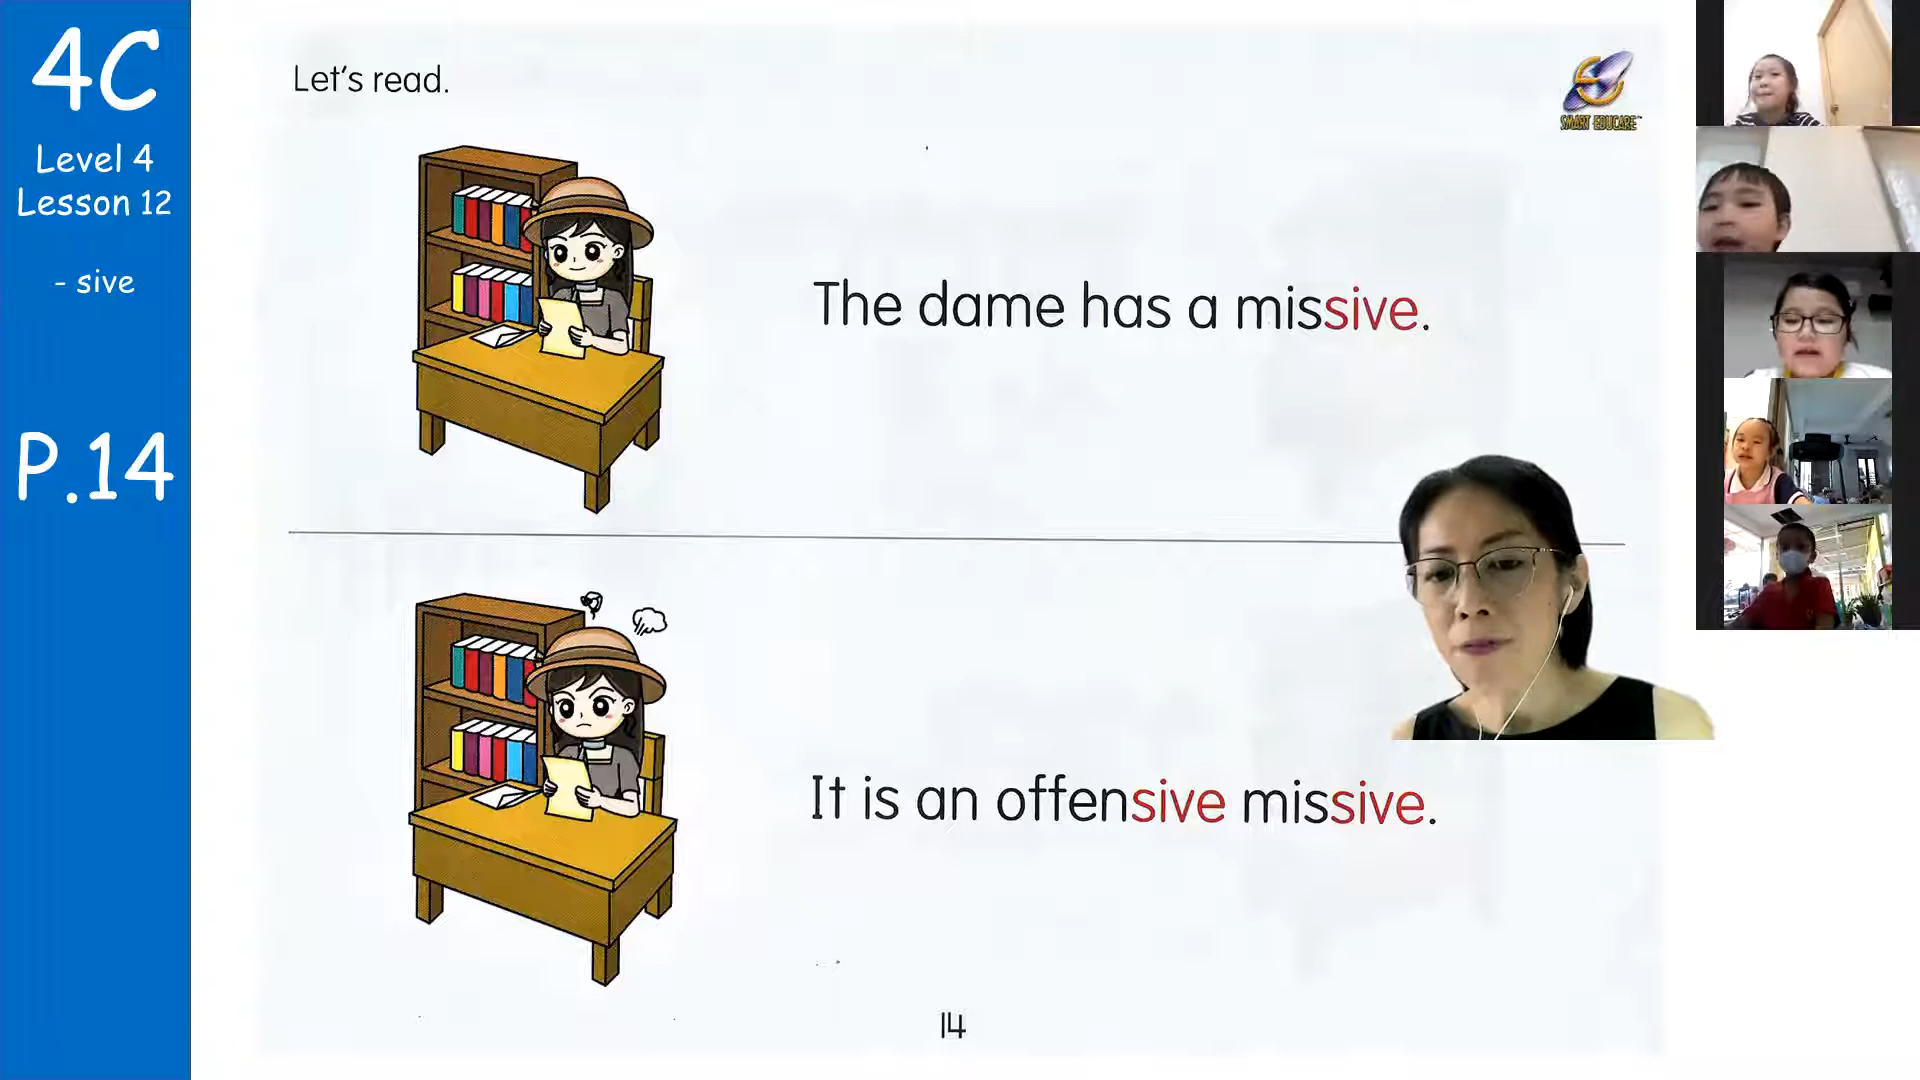 4C
Level 4
Lesson 12
- sive
P.14
Let's read.
SMART EDUCARE
The dame has a missive.
It is an offensive missive.
14